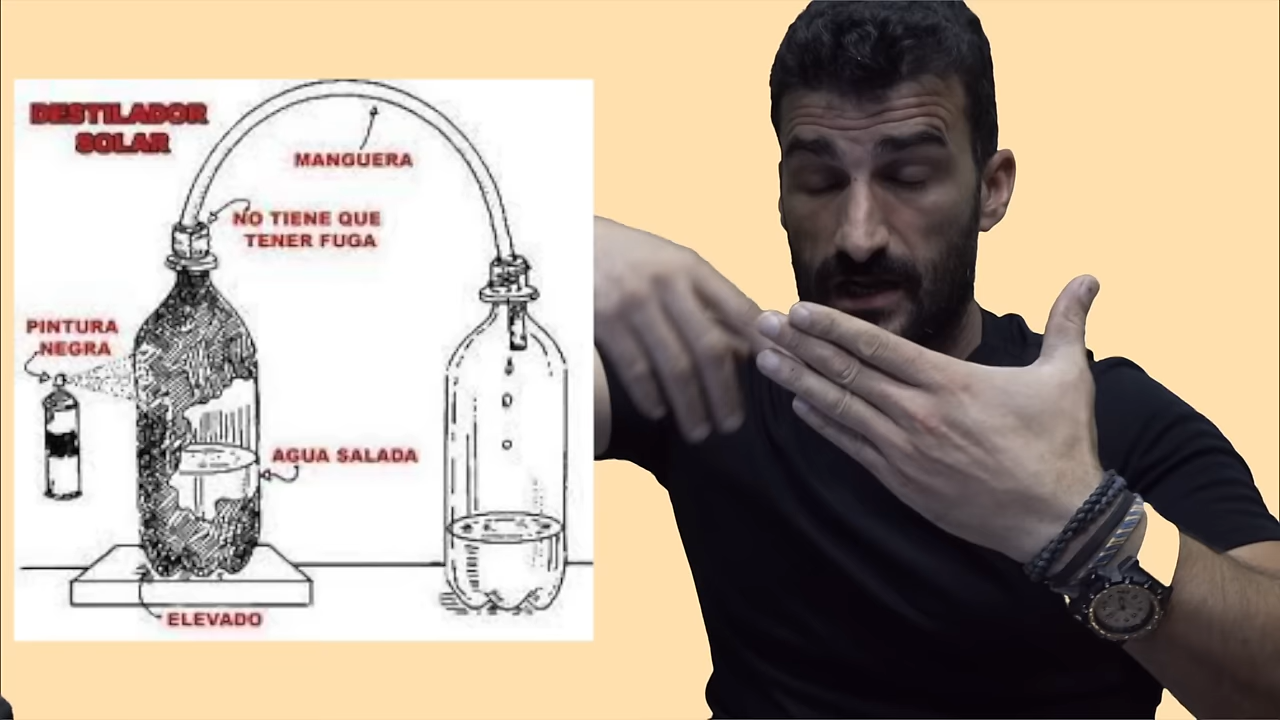 DESTILADOR
SOLAR
MANGUERA
NO TIENE QUE
TENER FUGA
PINTURA
NEGRA
AGUA SALADA
ELEVADO